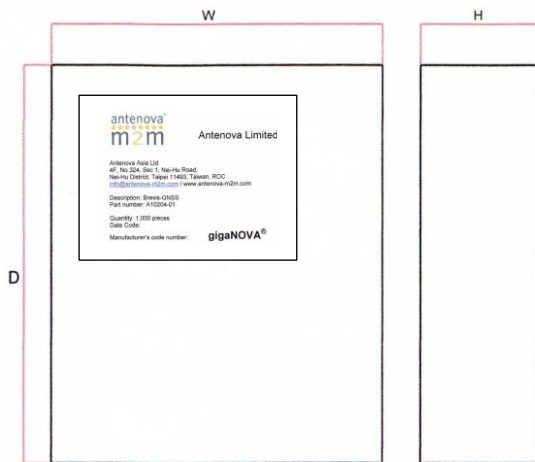 W
H
antenova®
m2m
Antenova Limited
Antenova Asia Ltd
4F, No 324, Sec 1, Nei-Hu Road,
Nei-Hu District, Taipei 11493, Taiwan, ROC
info@antenova-m2m.com / www.antenova-m2m.com
Description: Brevis-GNSS
Part number: A10204-01
Quantity: 1,000 pieces
Date Code:
Manufacturer's code number: gigaNOVA®
D